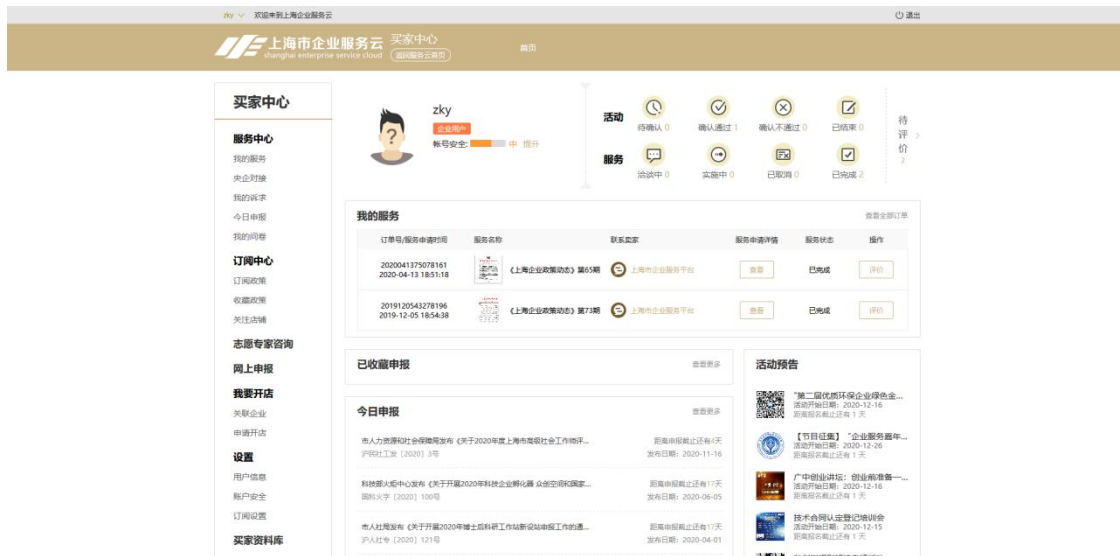 zky 欢迎来到上海企业服务云
退出
上海市企业服务云
shanghai enterprise service cloud
买家中心
返回服务云首页
首页
买家中心
服务中心
我的服务
央企对接
我的诉求
今日申报
我的问卷
订阅中心
订阅政策
收藏政策
关注店铺
志愿专家咨询
网上申报
我要开店
关联企业
申请开店
设置
用户信息
账户安全
订阅设置
买家资料库
zky
企业用户
帐号安全: 中 提升
活动
待确认 0 确认通过 1 确认不通过 0 已结束 0
服务
洽谈中 0 实施中 0 已取消 0 已完成 2
待评价
2
我的服务 查看全部订单
订单号/服务申请时间 服务名称 联系卖家 服务申请详情 服务状态 操作
2020041375078161
2020-04-13 18:51:18
《上海企业政策动态》第65期 上海市企业服务平台 查看 已完成 评价
2019120543278196
2019-12-05 18:54:38
《上海企业政策动态》第73期 上海市企业服务平台 查看 已完成 评价
已收藏申报 查看更多
今日申报 查看更多
市人力资源和社会保障局发布《关于2020年度上海市高级社会工作师评... 距离申报截止还有4天
沪民社工发〔2020〕3号 发布日期：2020-11-16
科技部火炬中心发布《关于开展2020年科技企业孵化器 众创空间和国家... 距离申报截止还有17天
国科火字〔2020〕100号 发布日期：2020-06-05
市人社局发布《关于开展2020年博士后科研工作站新设站申报工作的通... 距离申报截止还有17天
沪人社专〔2020〕121号 发布日期：2020-04-01
活动预告
"第二届优质环保企业绿色金...
活动开始日期：2020-12-16
距离报名截止还有 1 天
【节目征集】"企业服务嘉年...
活动开始日期：2020-12-26
距离报名截止还有 1 天
广中创业讲坛：创业前准备—...
活动开始日期：2020-12-16
距离报名截止还有 1 天
技术合同认定登记培训会
活动开始日期：2020-12-15
距离报名截止还有 1 天